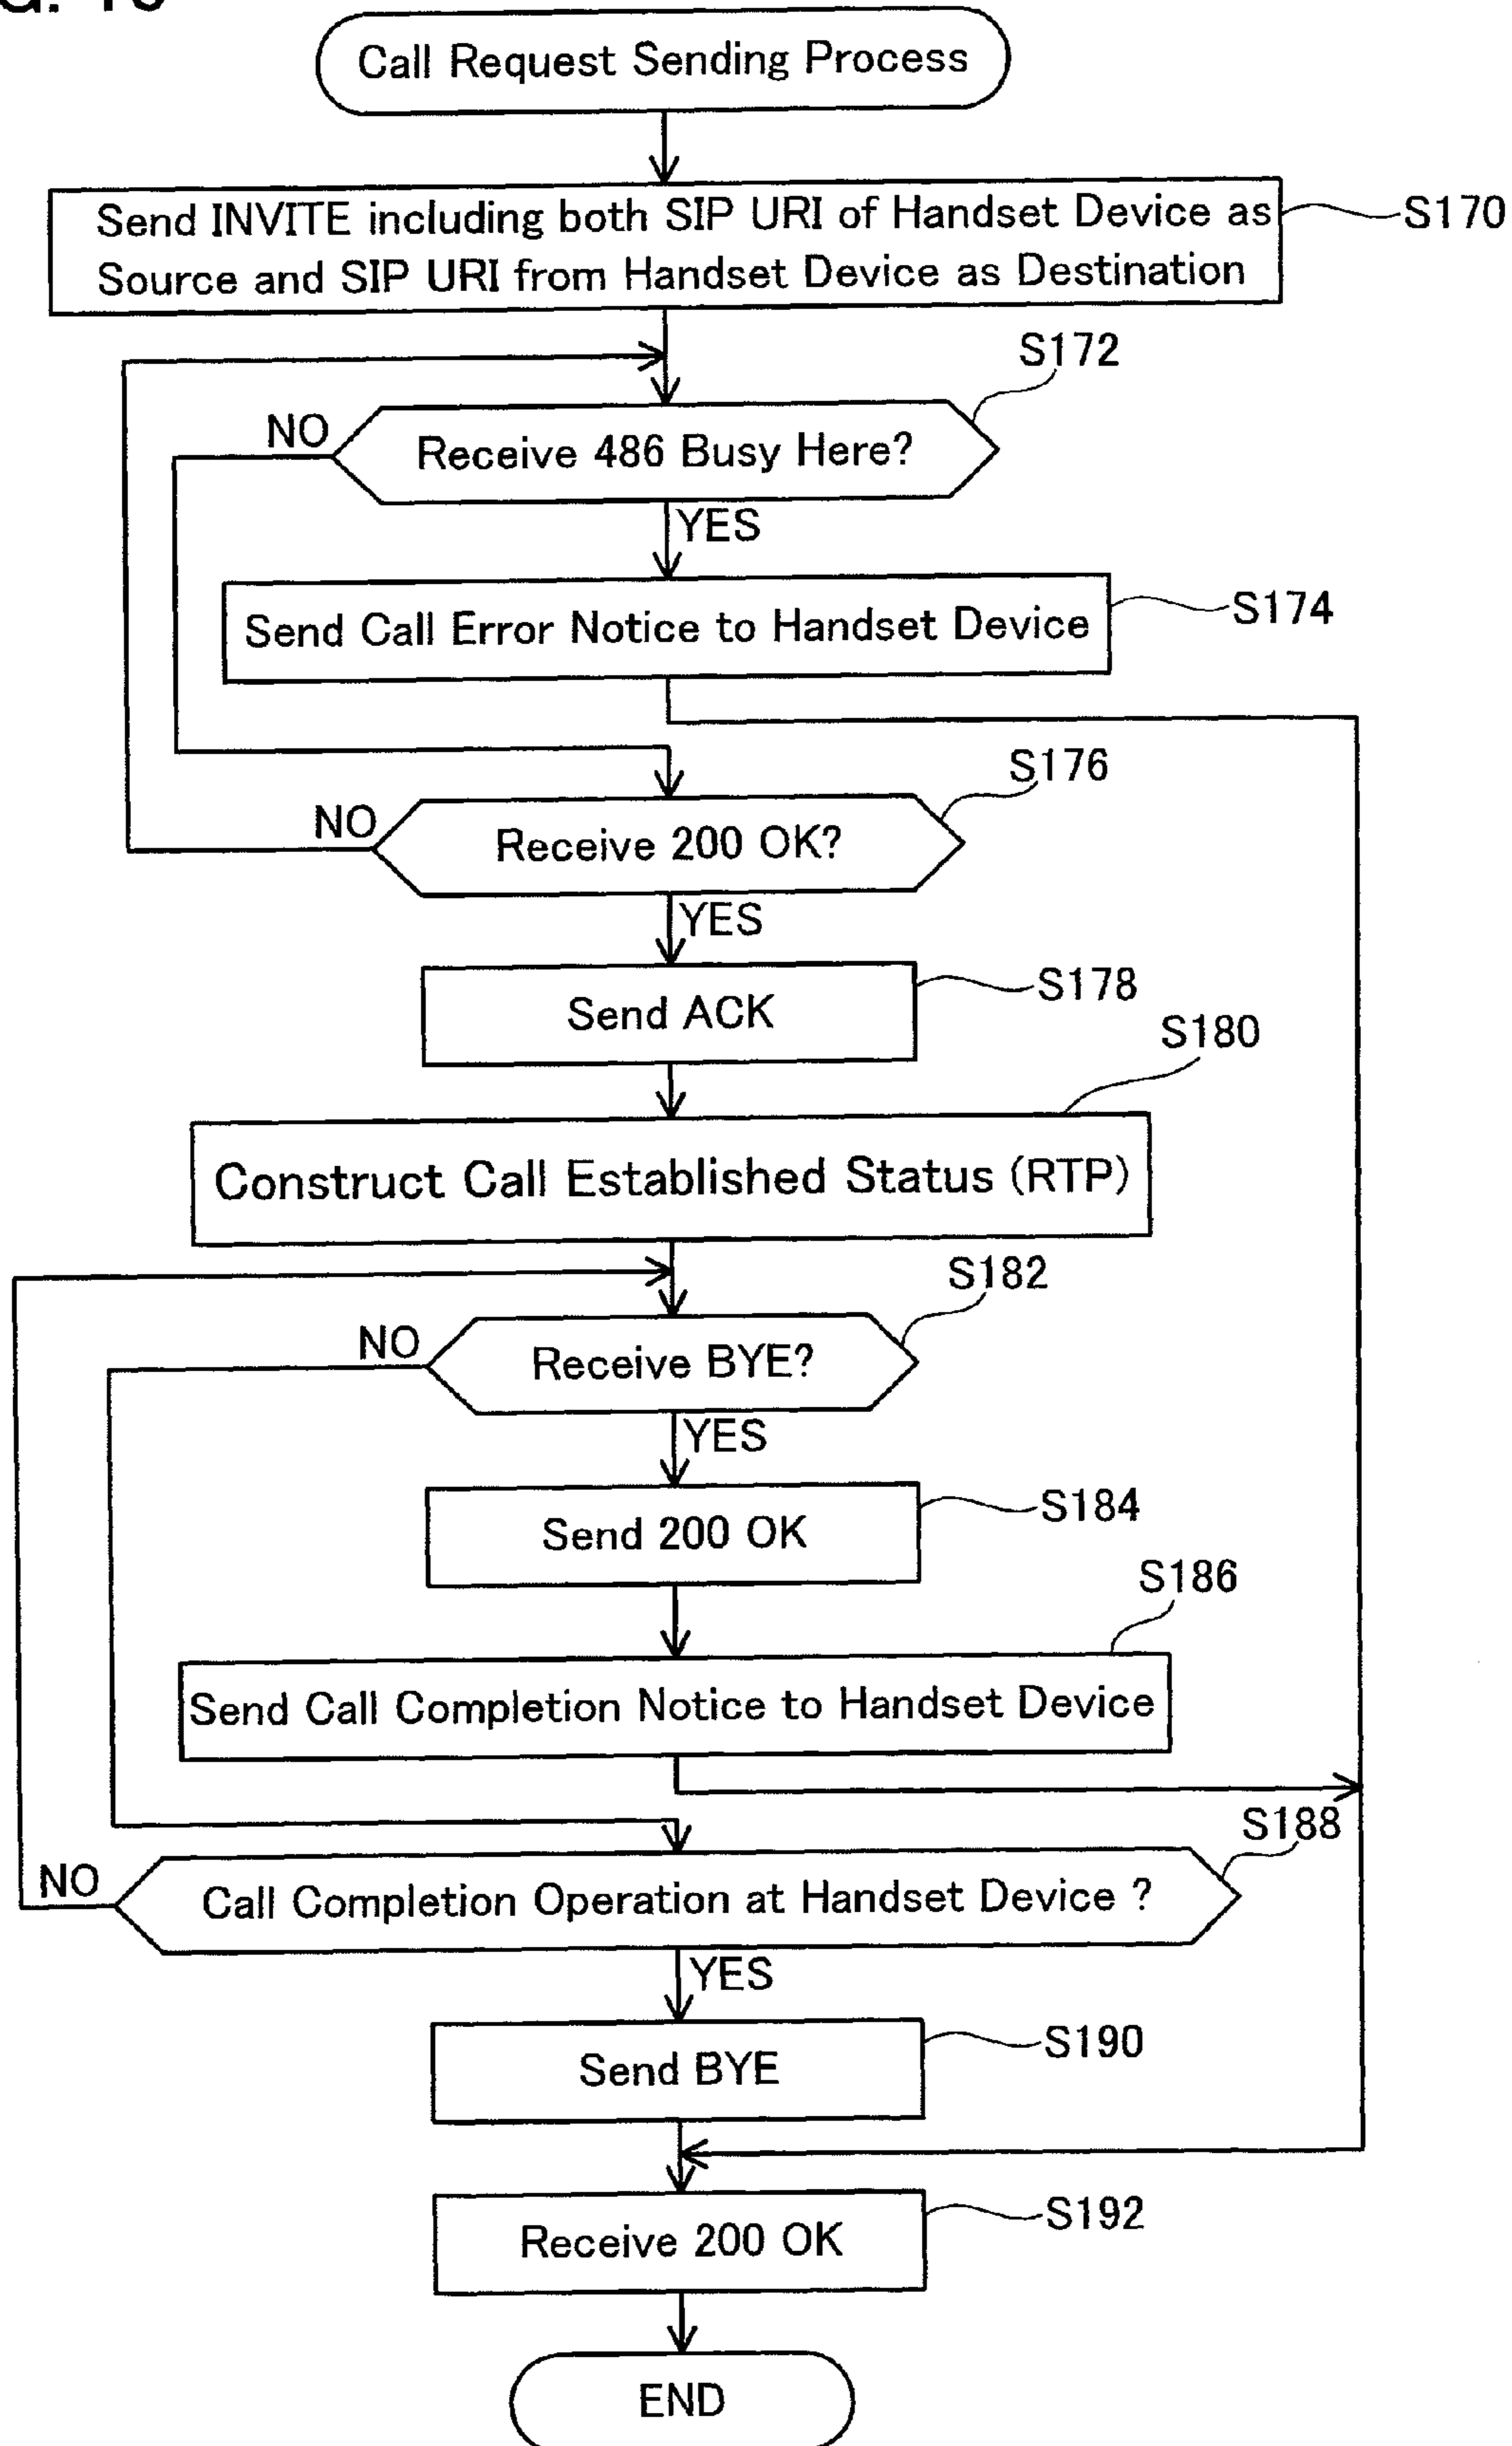 Call Request Sending Process
Send INVITE including both SIP URI of Handset Device as
Source and SIP URI from Handset Device as Destination
S170
S172
NO
Receive 486 Busy Here?
YES
Send Call Error Notice to Handset Device
S174
S176
NO
Receive 200 OK?
YES
Send ACK
S178
S180
Construct Call Established Status (RTP)
S182
NO
Receive BYE?
YES
Send 200 OK
S184
S186
Send Call Completion Notice to Handset Device
S188
NO
Call Completion Operation at Handset Device ?
YES
Send BYE
S190
Receive 200 OK
S192
END